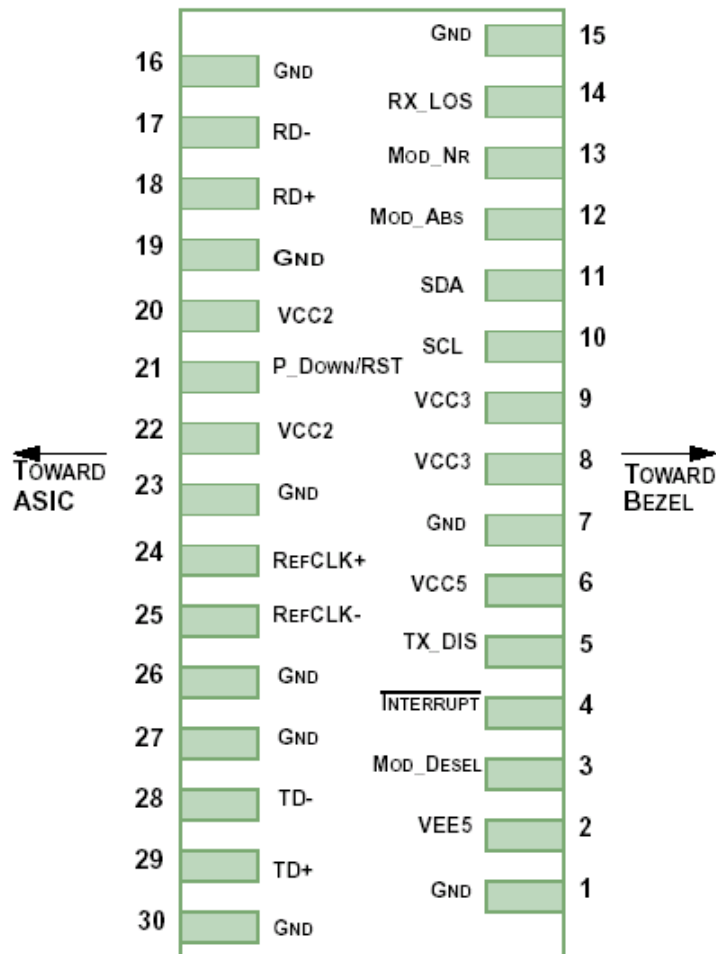 GND 15
16 GND
RX_LOS 14
17 RD-
MOD_NR 13
18 RD+
MOD_ABS 12
19 GND
SDA 11
20 VCC2
SCL 10
21 P_DOWN/RST
VCC3 9
22 VCC2
VCC3 8
TOWARD
ASIC
TOWARD
BEZEL
23 GND
GND 7
24 REFCLK+
VCC5 6
25 REFCLK-
TX_DIS 5
26 GND
INTERRUPT 4
27 GND
MOD_DESEL 3
28 TD-
VEE5 2
29 TD+
GND 1
30 GND